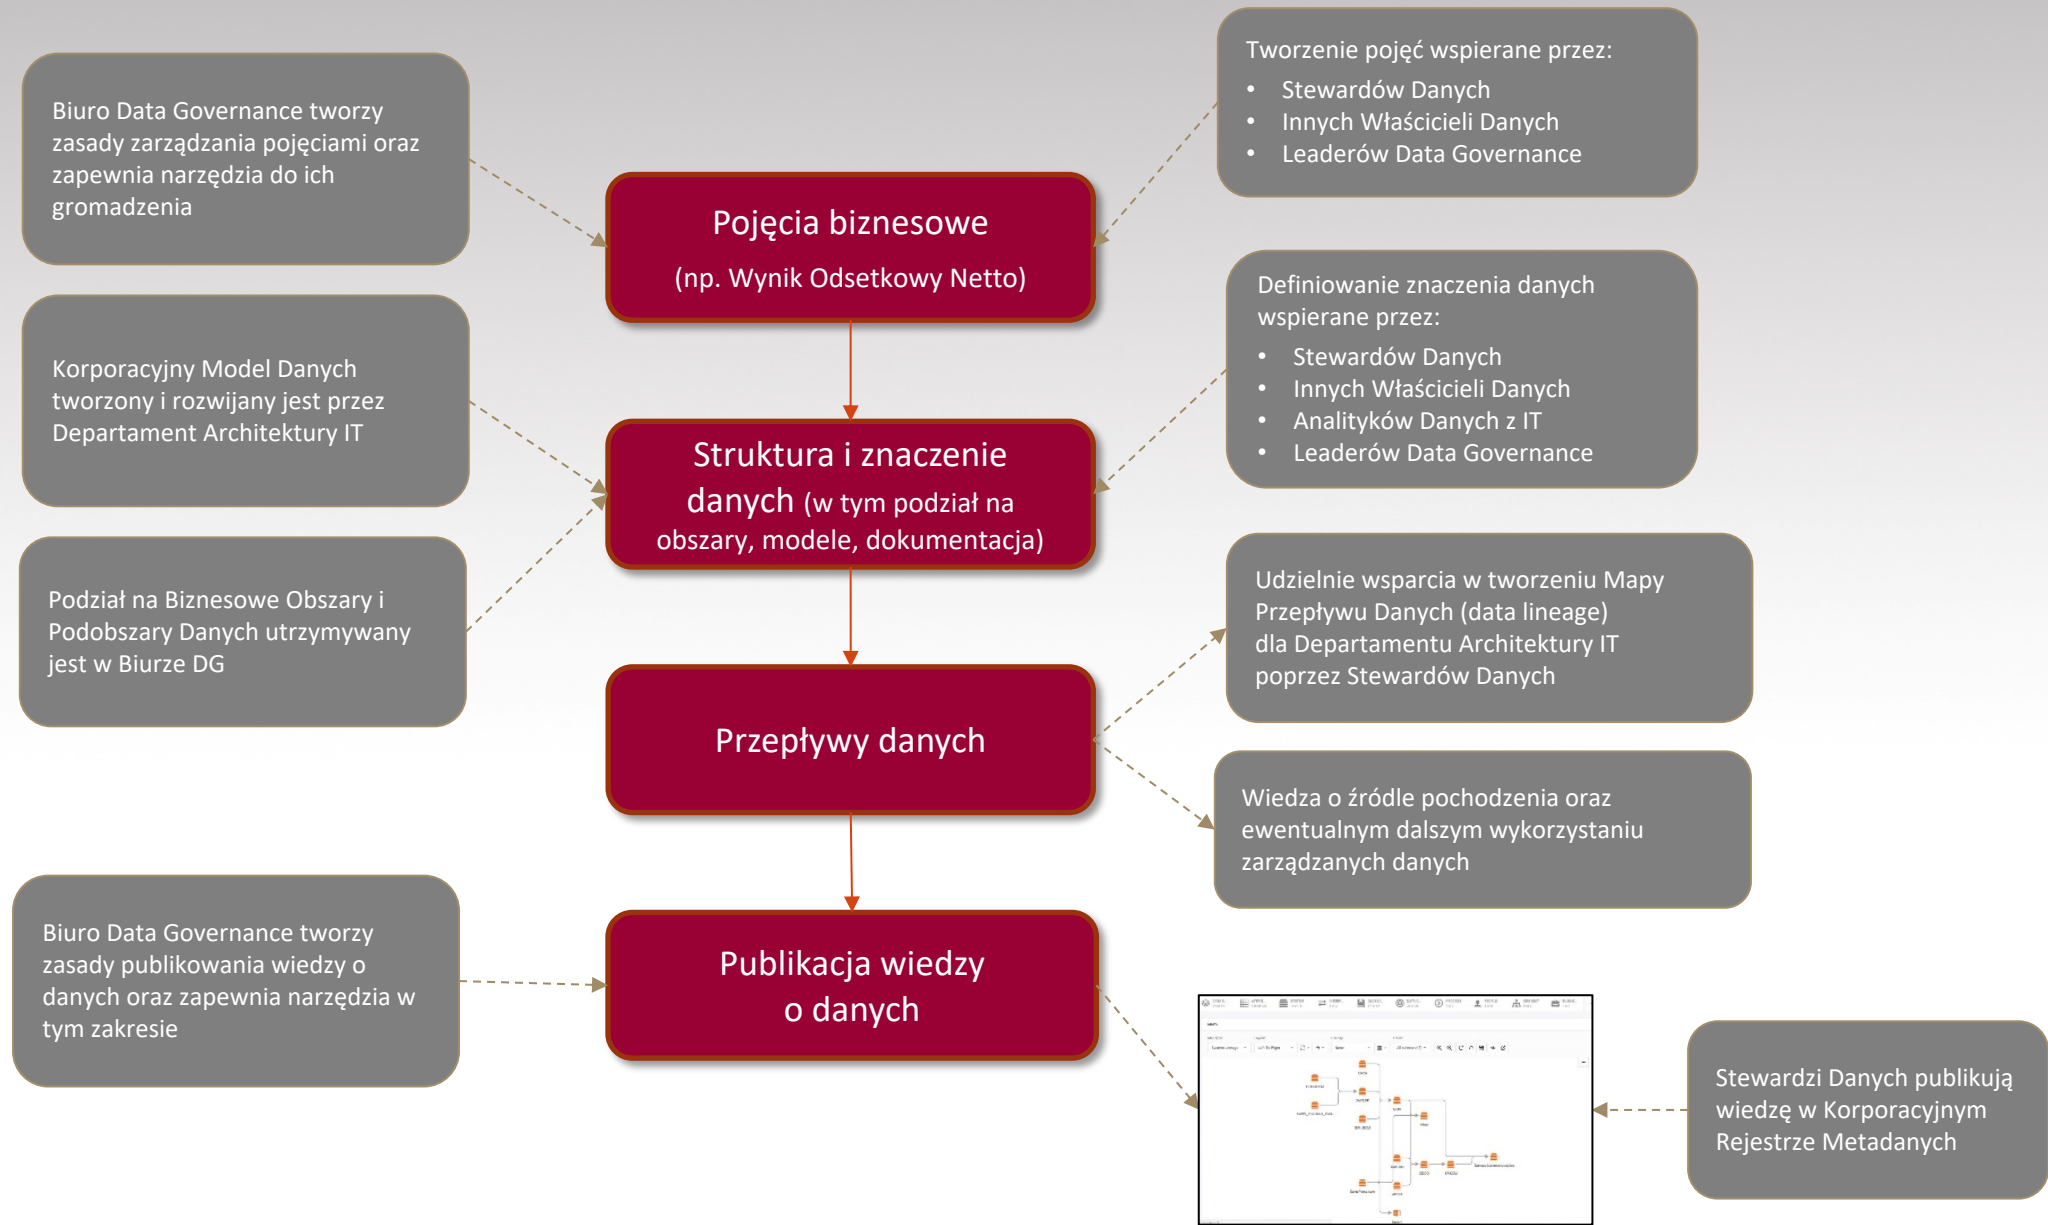 Biuro Data Governance tworzy
zasady zarządzania pojęciami oraz
zapewnia narzędzia do ich
gromadzenia
Tworzenie pojęć wspierane przez:
• Stewardów Danych
• Innych Właścicieli Danych
• Leaderów Data Governance
Pojęcia biznesowe
(np. Wynik Odsetkowy Netto)
Korporacyjny Model Danych
tworzony i rozwijany jest przez
Departament Architektury IT
Definiowanie znaczenia danych
wspierane przez:
• Stewardów Danych
• Innych Właścicieli Danych
• Analityków Danych z IT
• Leaderów Data Governance
Struktura i znaczenie
danych (w tym podział na
obszary, modele, dokumentacja)
Podział na Biznesowe Obszary i
Podobszary Danych utrzymywany
jest w Biurze DG
Udzielnie wsparcia w tworzeniu Mapy
Przepływu Danych (data lineage)
dla Departamentu Architektury IT
poprzez Stewardów Danych
Przepływy danych
Wiedza o źródle pochodzenia oraz
ewentualnym dalszym wykorzystaniu
zarządzanych danych
Biuro Data Governance tworzy
zasady publikowania wiedzy o
danych oraz zapewnia narzędzia w
tym zakresie
Publikacja wiedzy
o danych
Stewardzi Danych publikują
wiedzę w Korporacyjnym
Rejestrze Metadanych